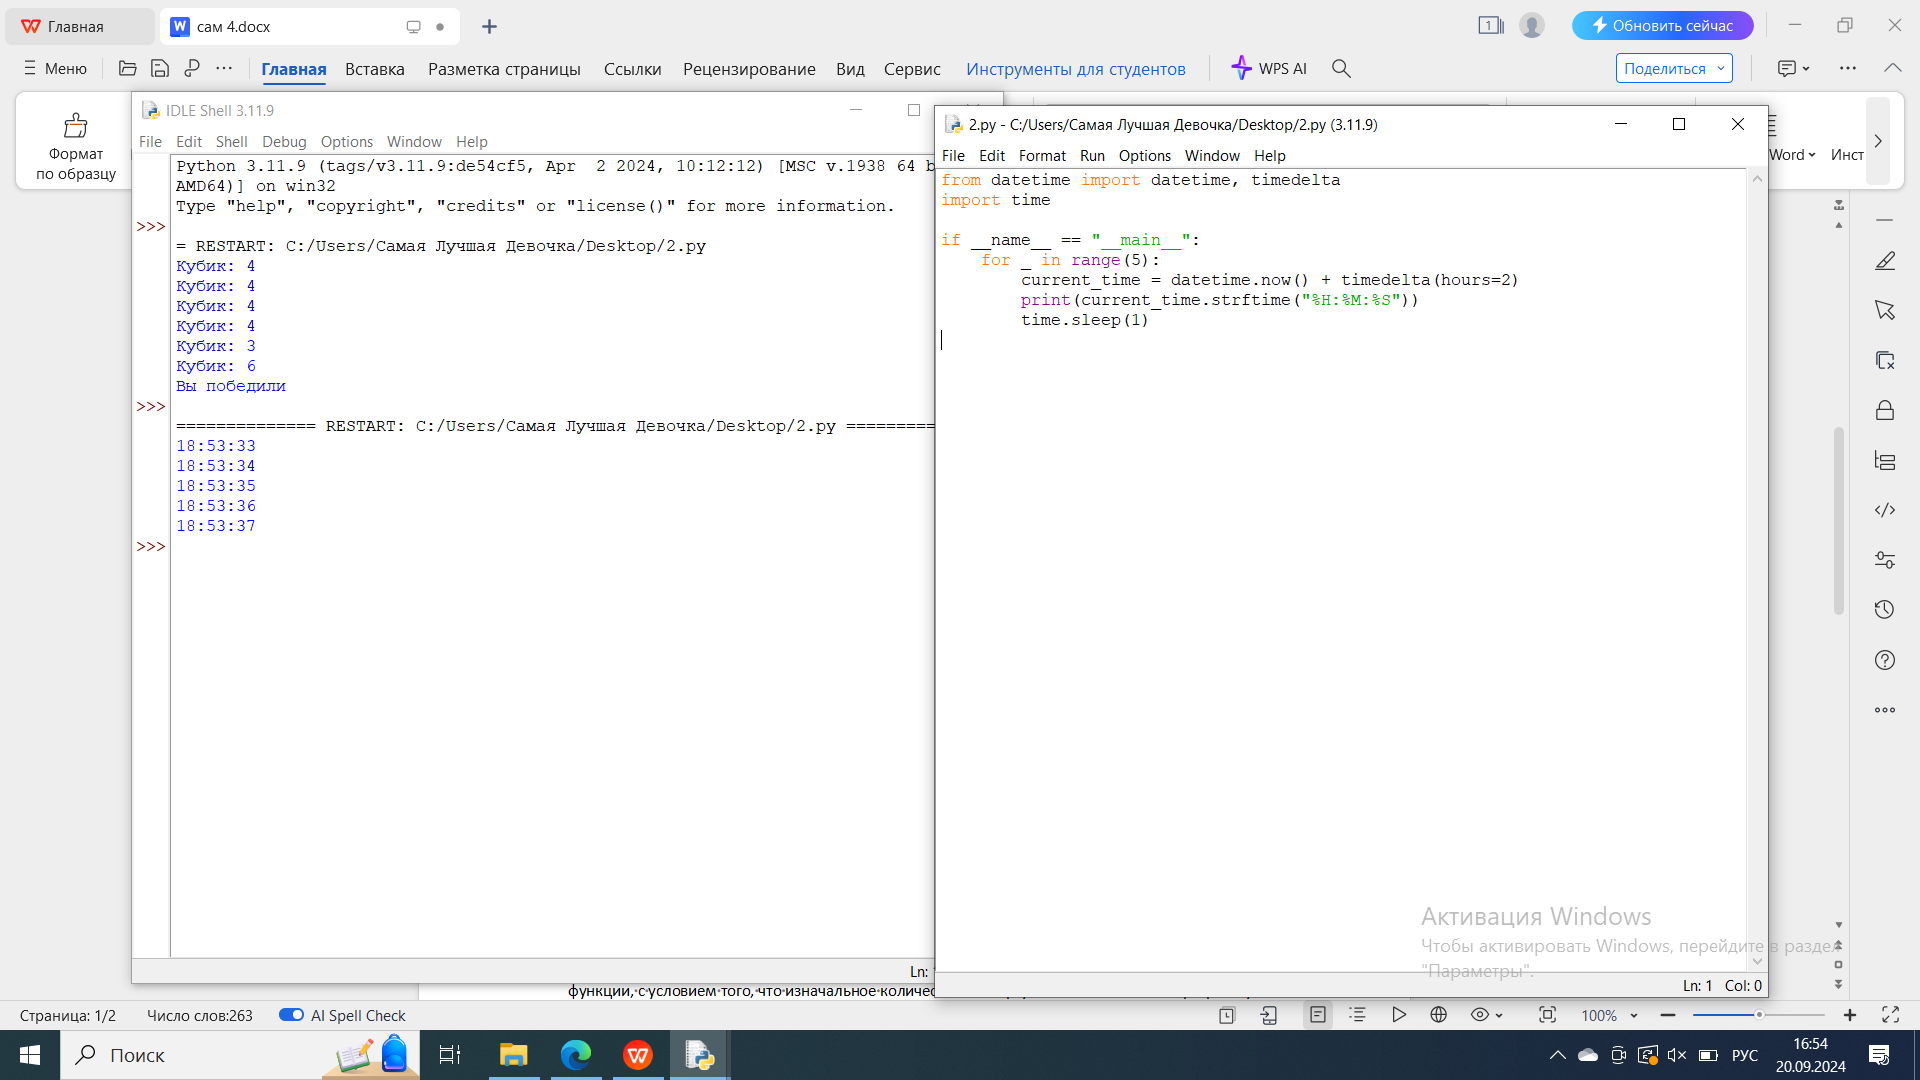 Главная
сам 4.docx
1
Обновить сейчас
Меню
Главная
Вставка
Разметка страницы
Ссылки
Рецензирование
Вид
Сервис
Инструменты для студентов
WPS AI
Поделиться
Формат
по образцу
Word
Инст
IDLE Shell 3.11.9
File Edit Shell Debug Options Window Help
Python 3.11.9 (tags/v3.11.9:de54cf5, Apr  2 2024, 10:12:12) [MSC v.1938 64 b
AMD64)] on win32
Type "help", "copyright", "credits" or "license()" for more information.
>>>
= RESTART: C:/Users/Самая Лучшая Девочка/Desktop/2.py
Кубик: 4
Кубик: 4
Кубик: 4
Кубик: 4
Кубик: 3
Кубик: 6
Вы победили
>>>
============== RESTART: C:/Users/Самая Лучшая Девочка/Desktop/2.py =========
18:53:33
18:53:34
18:53:35
18:53:36
18:53:37
>>>
Ln:
2.py - C:/Users/Самая Лучшая Девочка/Desktop/2.py (3.11.9)
File Edit Format Run Options Window Help
from datetime import datetime, timedelta
import time
if __name__ == "__main__":
    for _ in range(5):
        current_time = datetime.now() + timedelta(hours=2)
        print(current_time.strftime("%H:%M:%S"))
        time.sleep(1)
Активация Windows
Чтобы активировать Windows, перейдите в раздел
"Параметры".
Ln: 1 Col: 0
функции, с условием того, что изначальное количес
Страница: 1/2
Число слов:263
AI Spell Check
100%
Поиск
РУС
16:54
20.09.2024